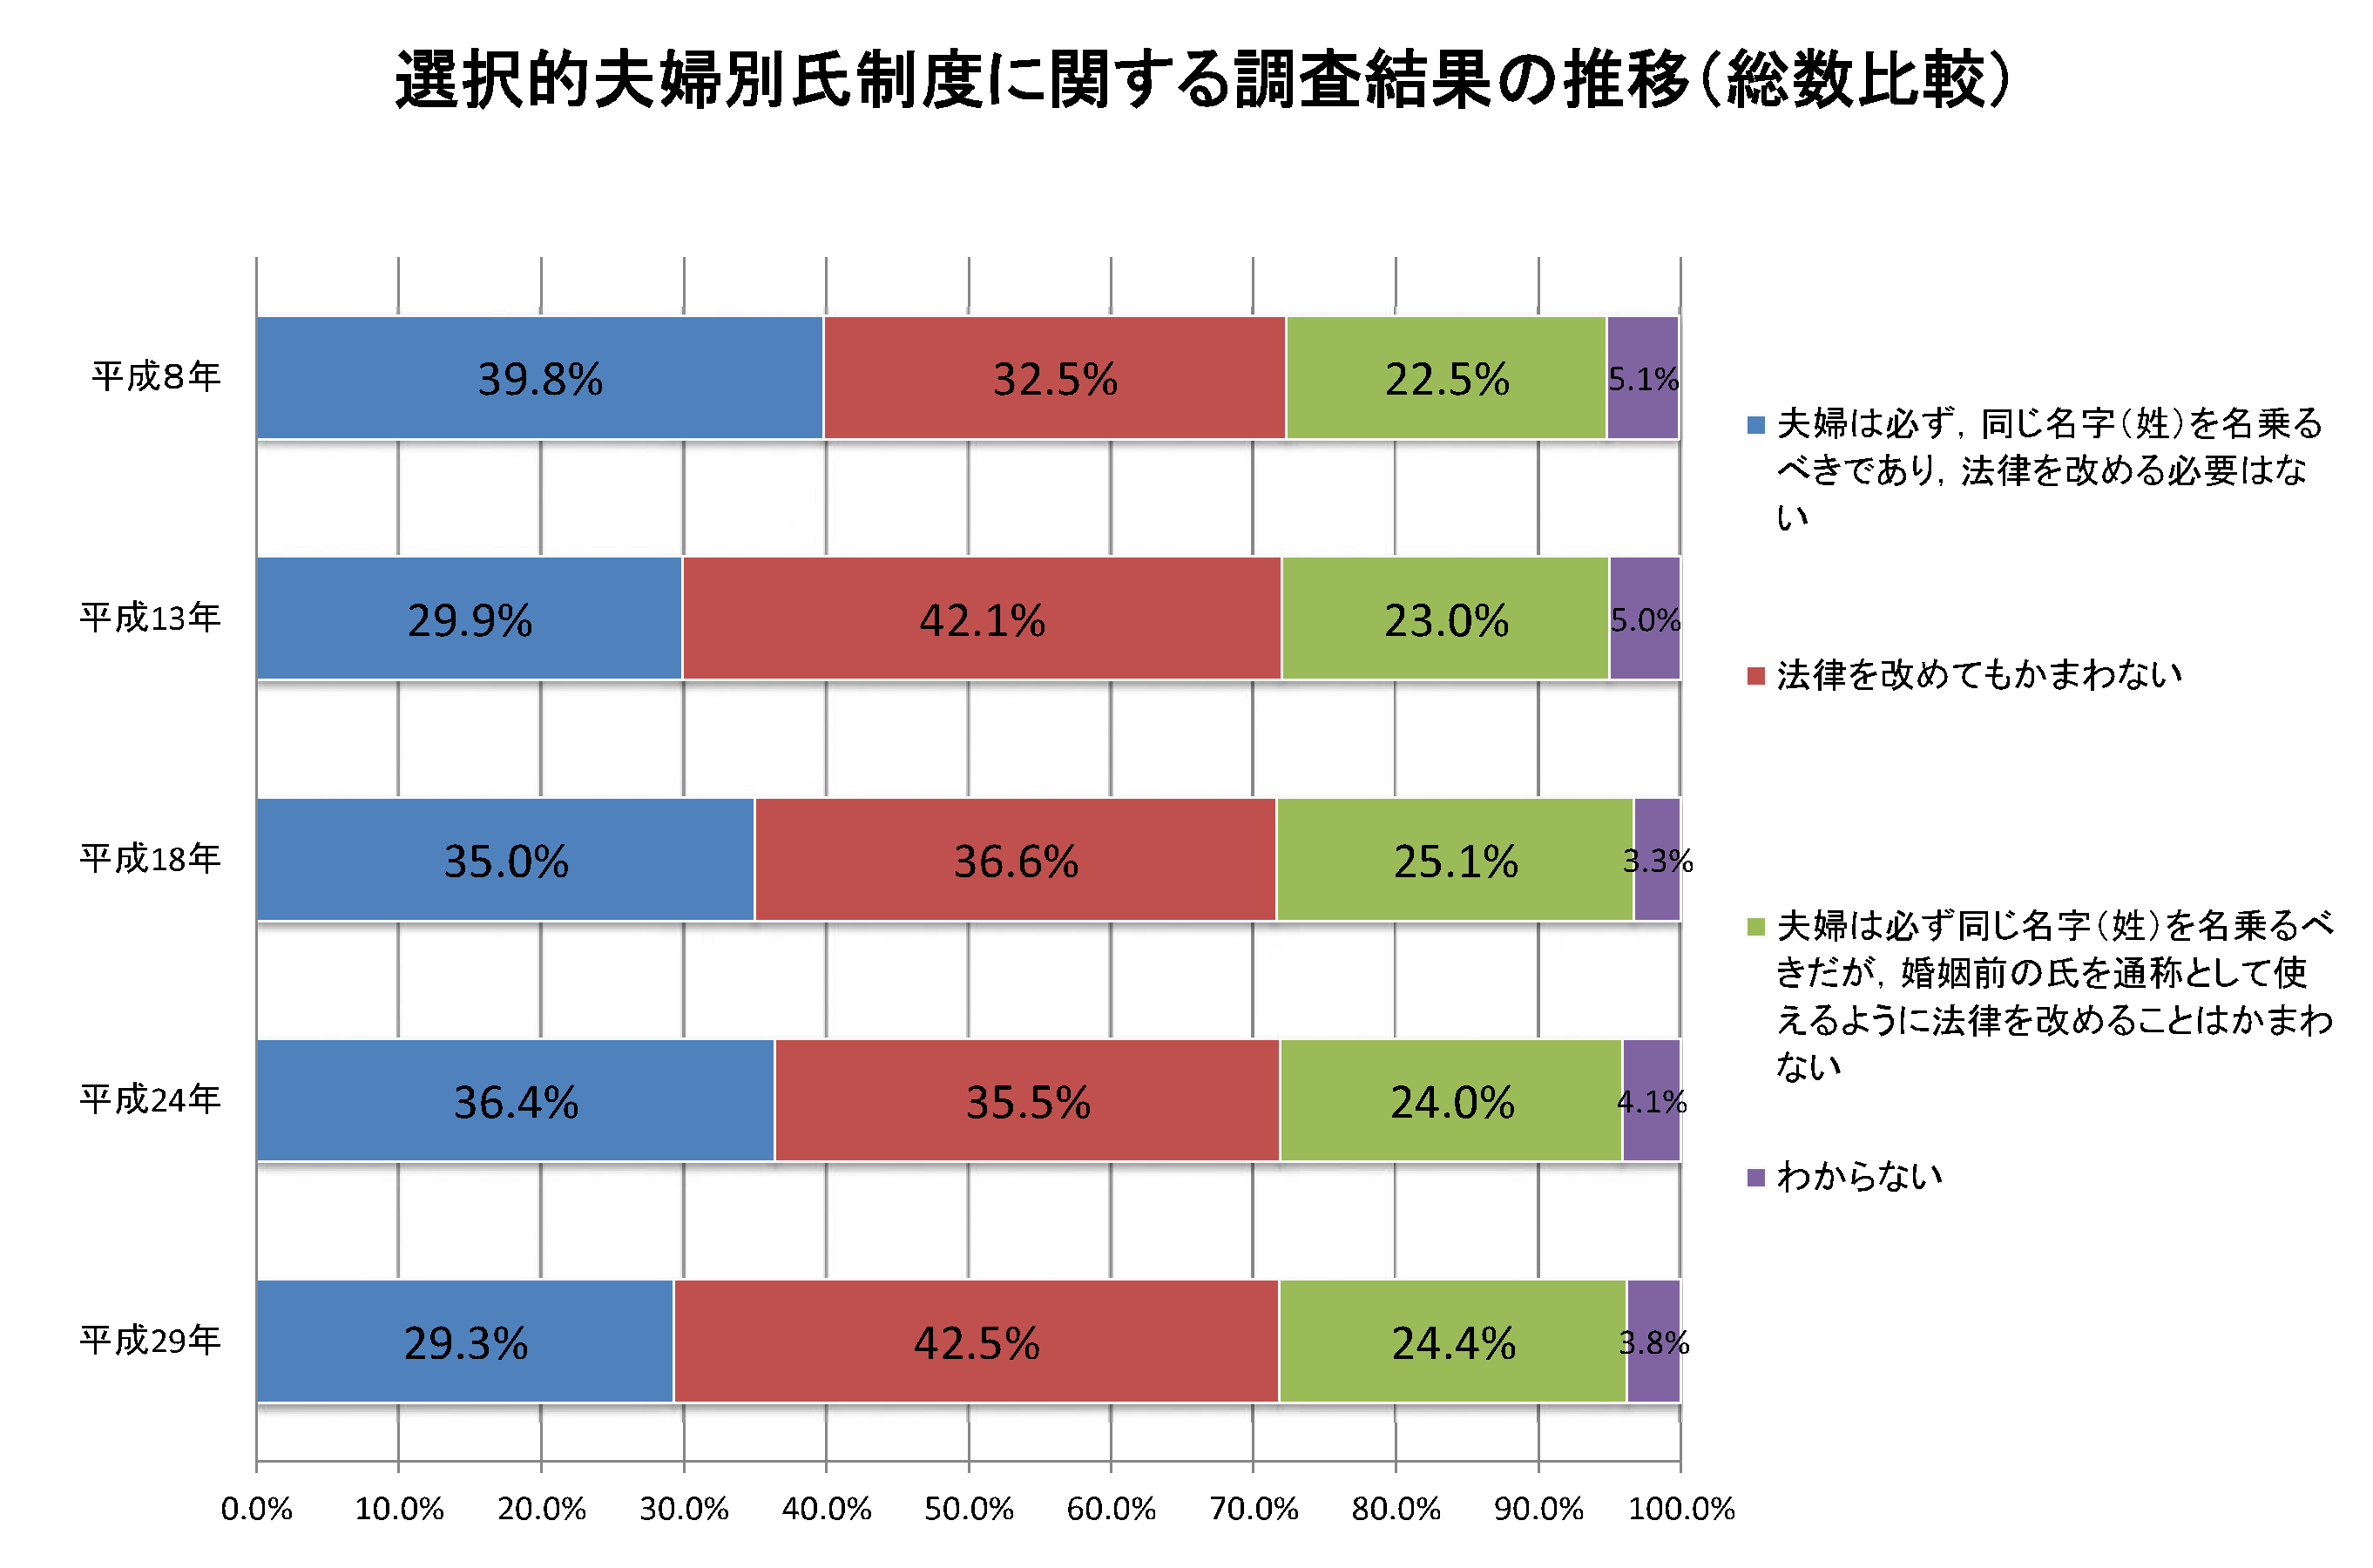 選択的夫婦別氏制度に関する調査結果の推移（総数比較）
平成８年
39.8%
32.5%
22.5%
5.1%
平成13年
29.9%
42.1%
23.0%
5.0%
平成18年
35.0%
36.6%
25.1%
3.3%
平成24年
36.4%
35.5%
24.0%
4.1%
平成29年
29.3%
42.5%
24.4%
3.8%
0.0%
10.0%
20.0%
30.0%
40.0%
50.0%
60.0%
70.0%
80.0%
90.0%
100.0%
夫婦は必ず，同じ名字（姓）を名乗る
べきであり，法律を改める必要はな
い
法律を改めてもかまわない
夫婦は必ず同じ名字（姓）を名乗るべ
きだが，婚姻前の氏を通称として使
えるように法律を改めることはかまわ
ない
わからない